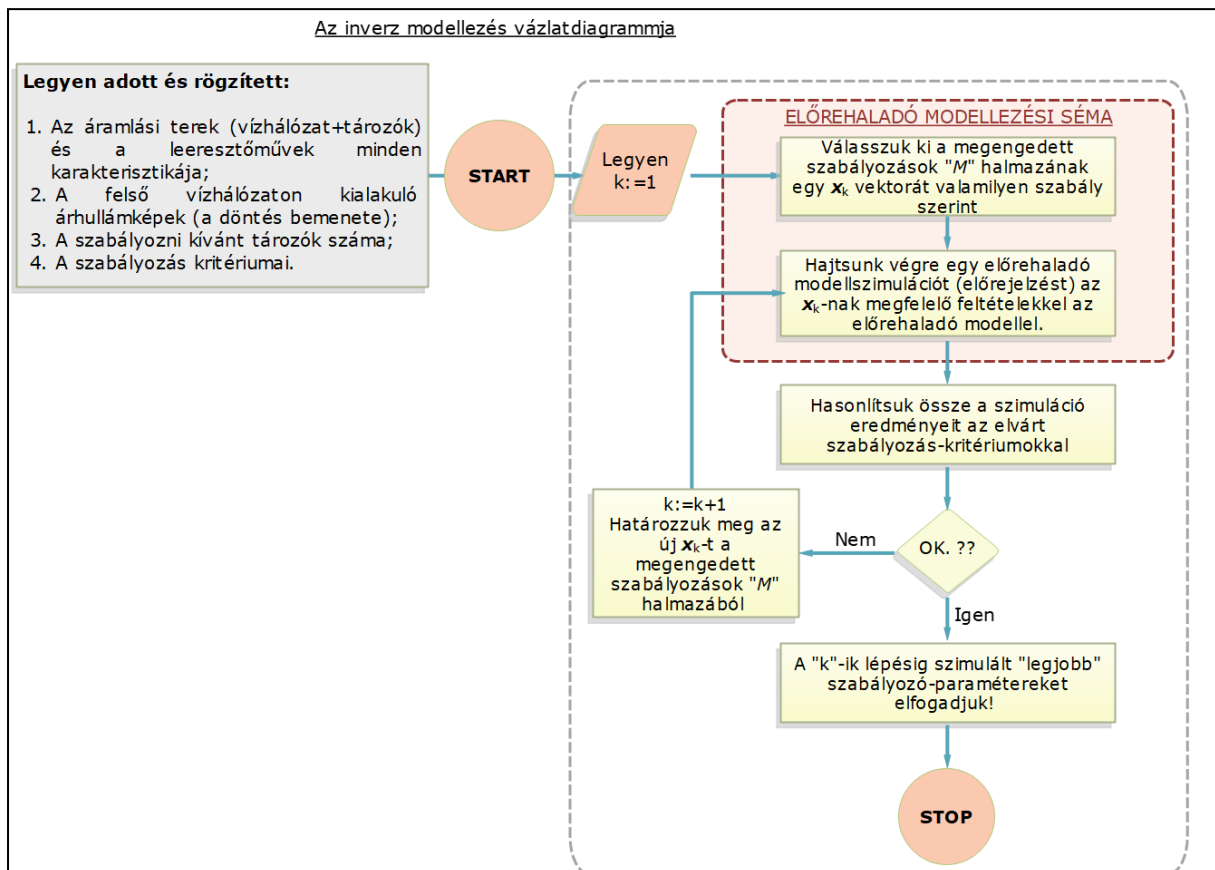 Az inverz modellezés vázlatdiagrammja
Legyen adott és rögzített:
1. Az áramlási terek (vízhálózat+tározók)
és a leeresztőművek minden
karakterisztikája;
2. A felső vízhálózaton kialakuló
árhullámképek (a döntés bemenete);
3. A szabályozni kívánt tározók száma;
4. A szabályozás kritériumai.
START
Legyen
k:=1
ELŐREHALADÓ MODELLEZÉSI SÉMA
Válasszuk ki a megengedett
szabályozások "M" halmazának
egy xk vektorát valamilyen szabály
szerint
Hajtsunk végre egy előrehaladó
modellszimulációt (előrejelzést) az
xk-nak megfelelő feltételekkel az
előrehaladó modellel.
Hasonlítsuk össze a szimuláció
eredményeit az elvárt
szabályozás-kritériumokkal
OK. ??
Nem
k:=k+1
Határozzuk meg az
új xk-t a
megengedett
szabályozások "M"
halmazából
Igen
A "k"-ik lépésig szimulált "legjobb"
szabályozó-paramétereket
elfogadjuk!
STOP